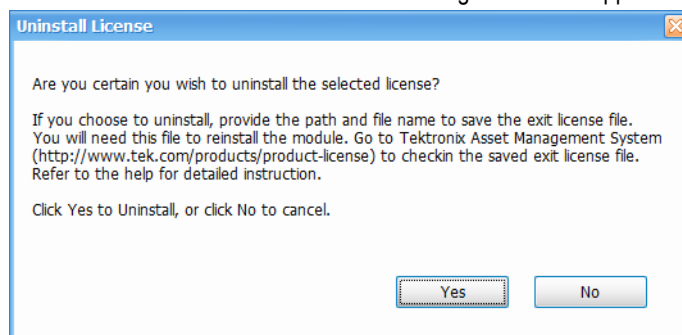 Uninstall License
Are you certain you wish to uninstall the selected license?
If you choose to uninstall, provide the path and file name to save the exit license file.
You will need this file to reinstall the module. Go to Tektronix Asset Management System
(http://www.tek.com/products/product-license) to checkin the saved exit license file.
Refer to the help for detailed instruction.
Click Yes to Uninstall, or click No to cancel.
Yes No